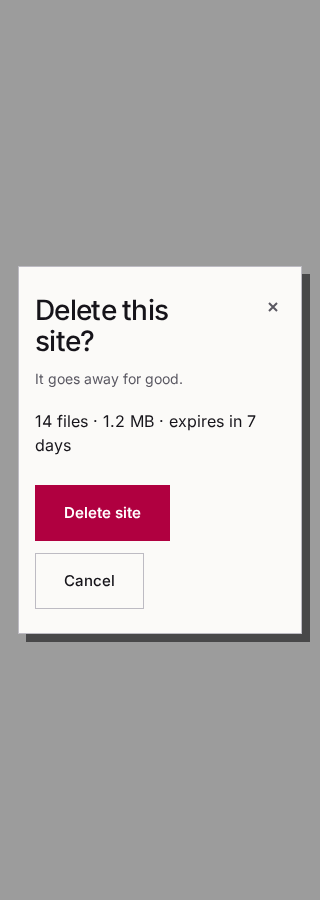 Delete this
site?
×
It goes away for good.
14 files · 1.2 MB · expires in 7
days
Delete site
Cancel